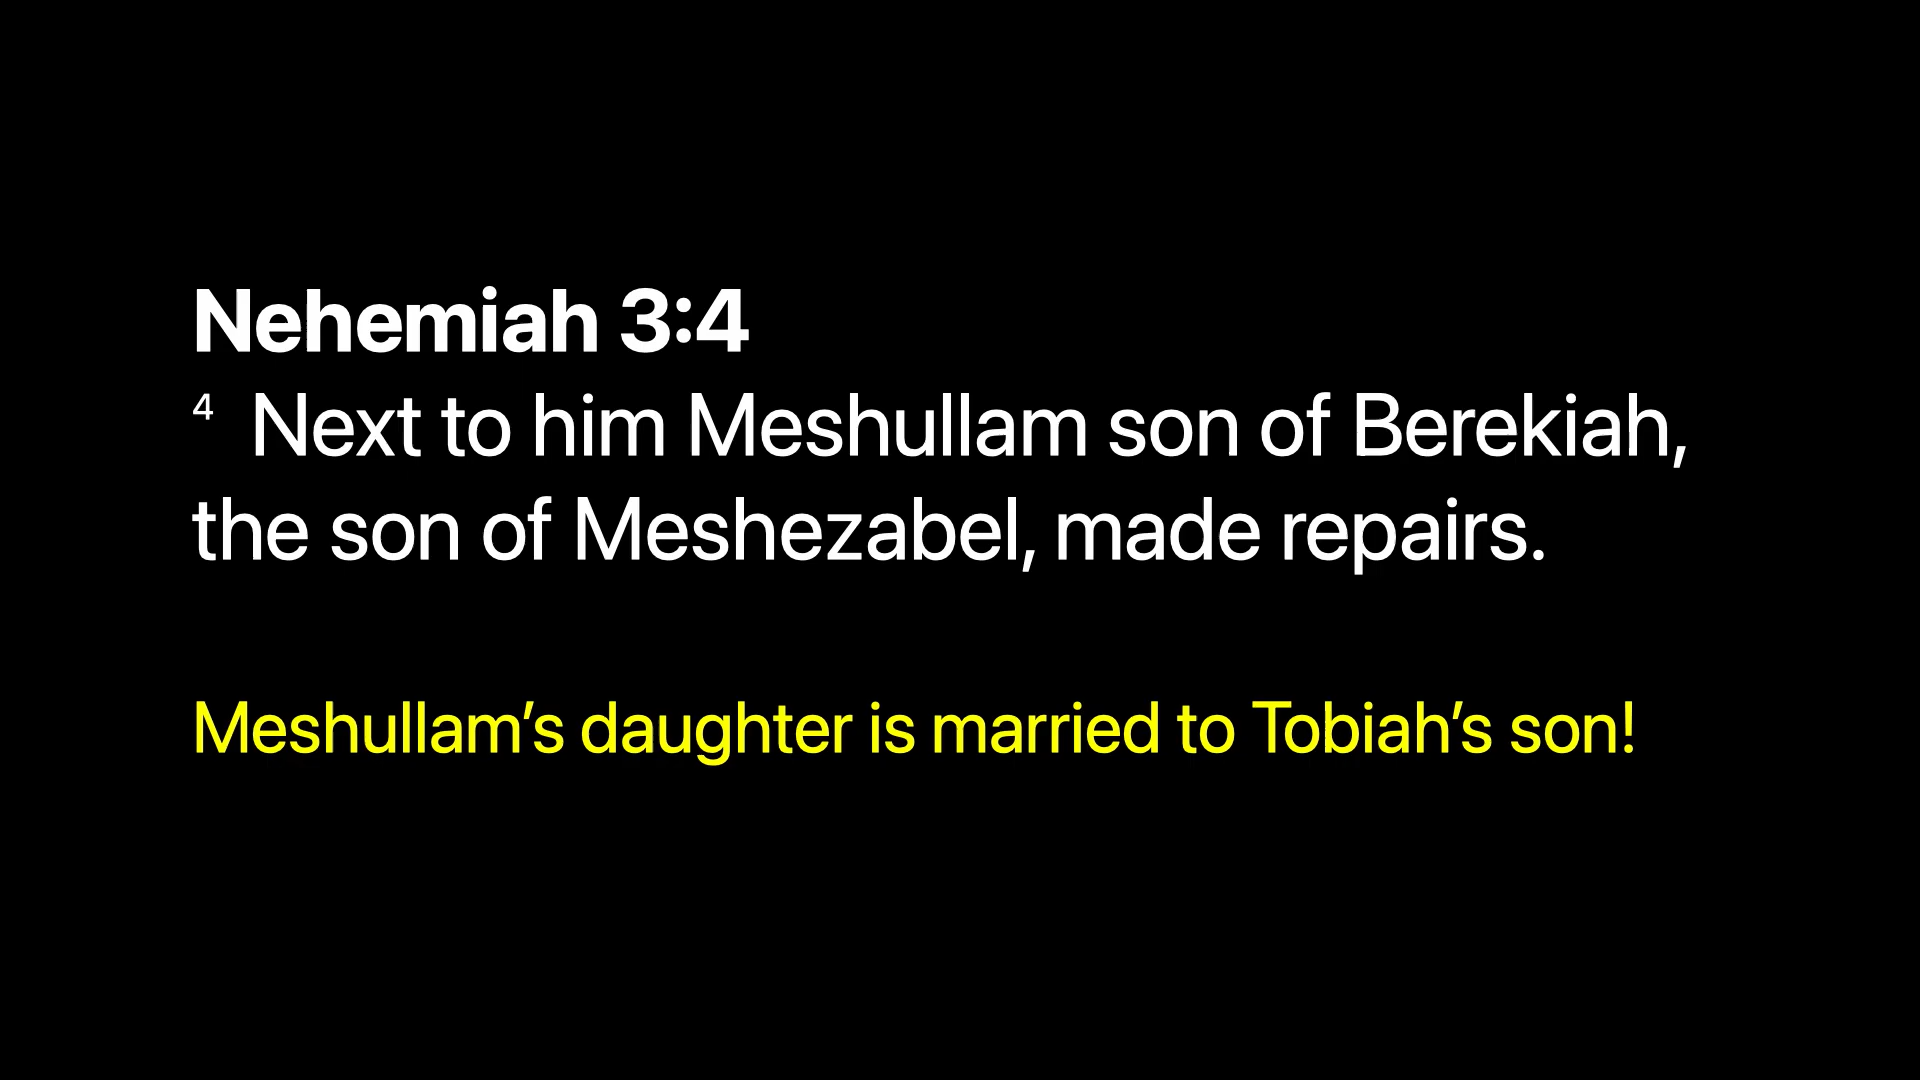 Nehemiah 3:4
4 Next to him Meshullam son of Berekiah,
the son of Meshezabel, made repairs.
Meshullam’s daughter is married to Tobiah’s son!